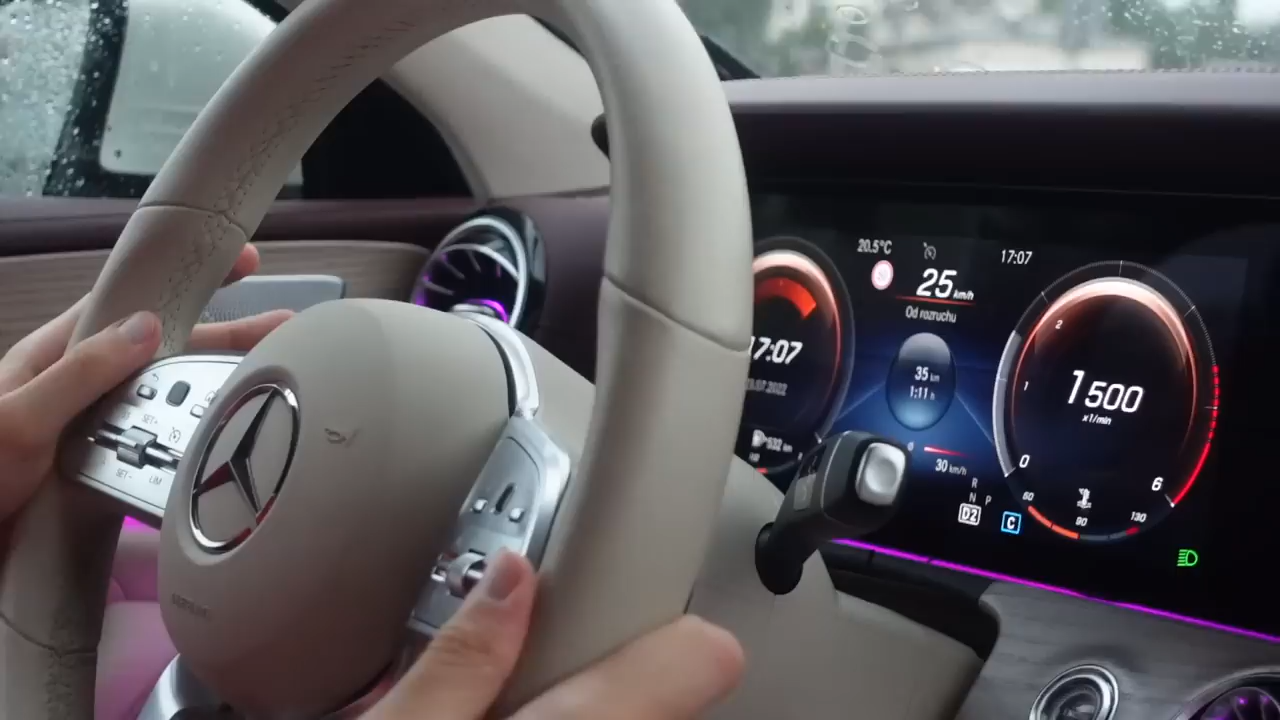 20.5°C
17:07
25 km/h
Od rozruchu
17:07
35 km
1:11 h
30 km/h
R
N P
D2
C
2
1
0
6
1500
x1/min
60
90
130
SET+
SET-
LIM